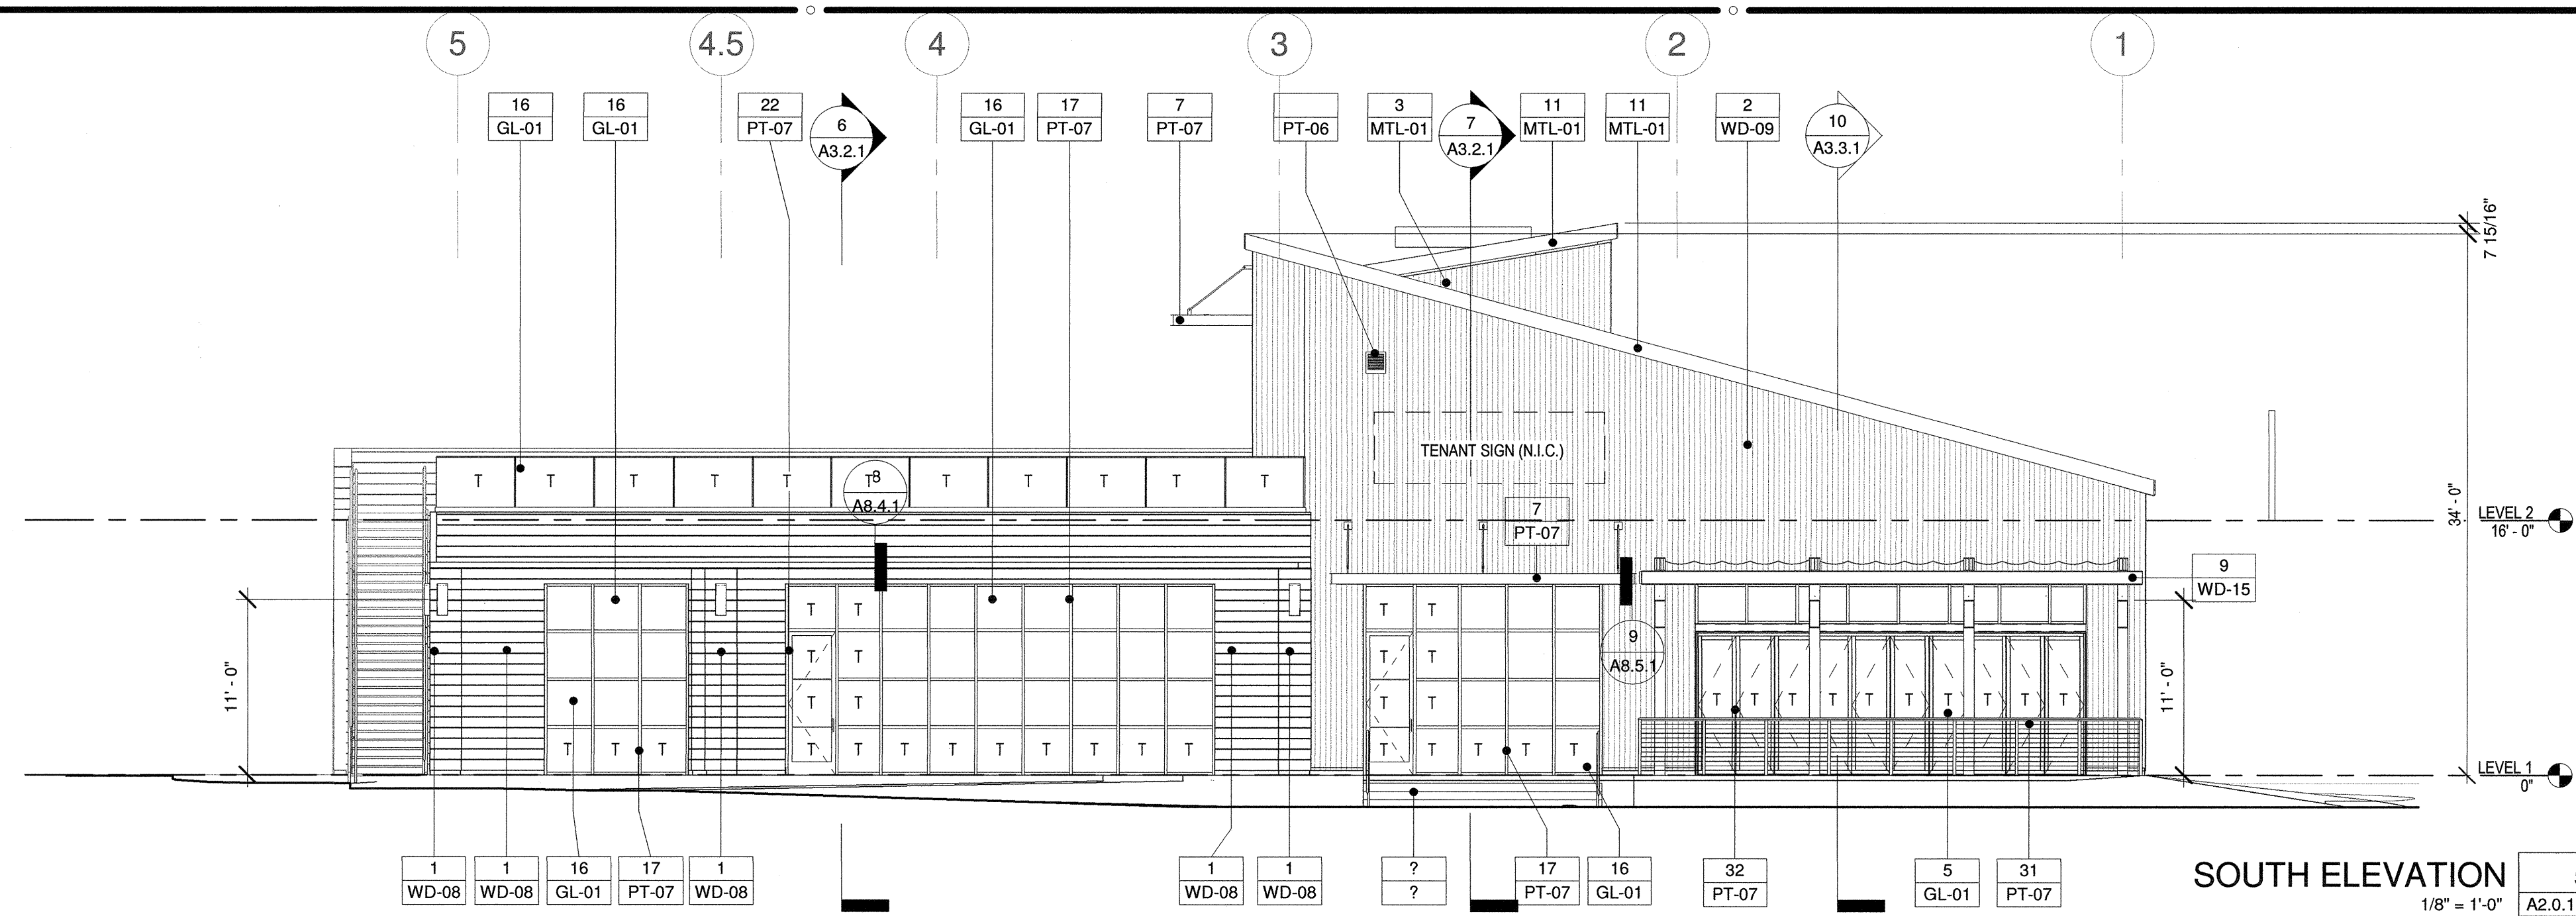 5
4.5
4
3
2
1
16
GL-01
16
GL-01
22
PT-07
6
A3.2.1
16
GL-01
17
PT-07
7
PT-07
PT-06
3
MTL-01
7
A3.2.1
11
MTL-01
11
MTL-01
2
WD-09
10
A3.3.1
7 15/16"
34' - 0"
TENANT SIGN (N.I.C.)
T T T T T T T T T T T
8
A8.4.1
7
PT-07
LEVEL 2
16' - 0"
9
WD-15
11' - 0"
T T T T
T T T T
9
A8.5.1
T T T T
T T T T T T T T T T
T T T T T T T T T T T T T T T T T
11' - 0"
LEVEL 1
0"
1
WD-08
1
WD-08
16
GL-01
17
PT-07
1
WD-08
1
WD-08
1
WD-08
?
?
17
PT-07
16
GL-01
32
PT-07
5
GL-01
31
PT-07
SOUTH ELEVATION
1/8" = 1'-0"
A2.0.1